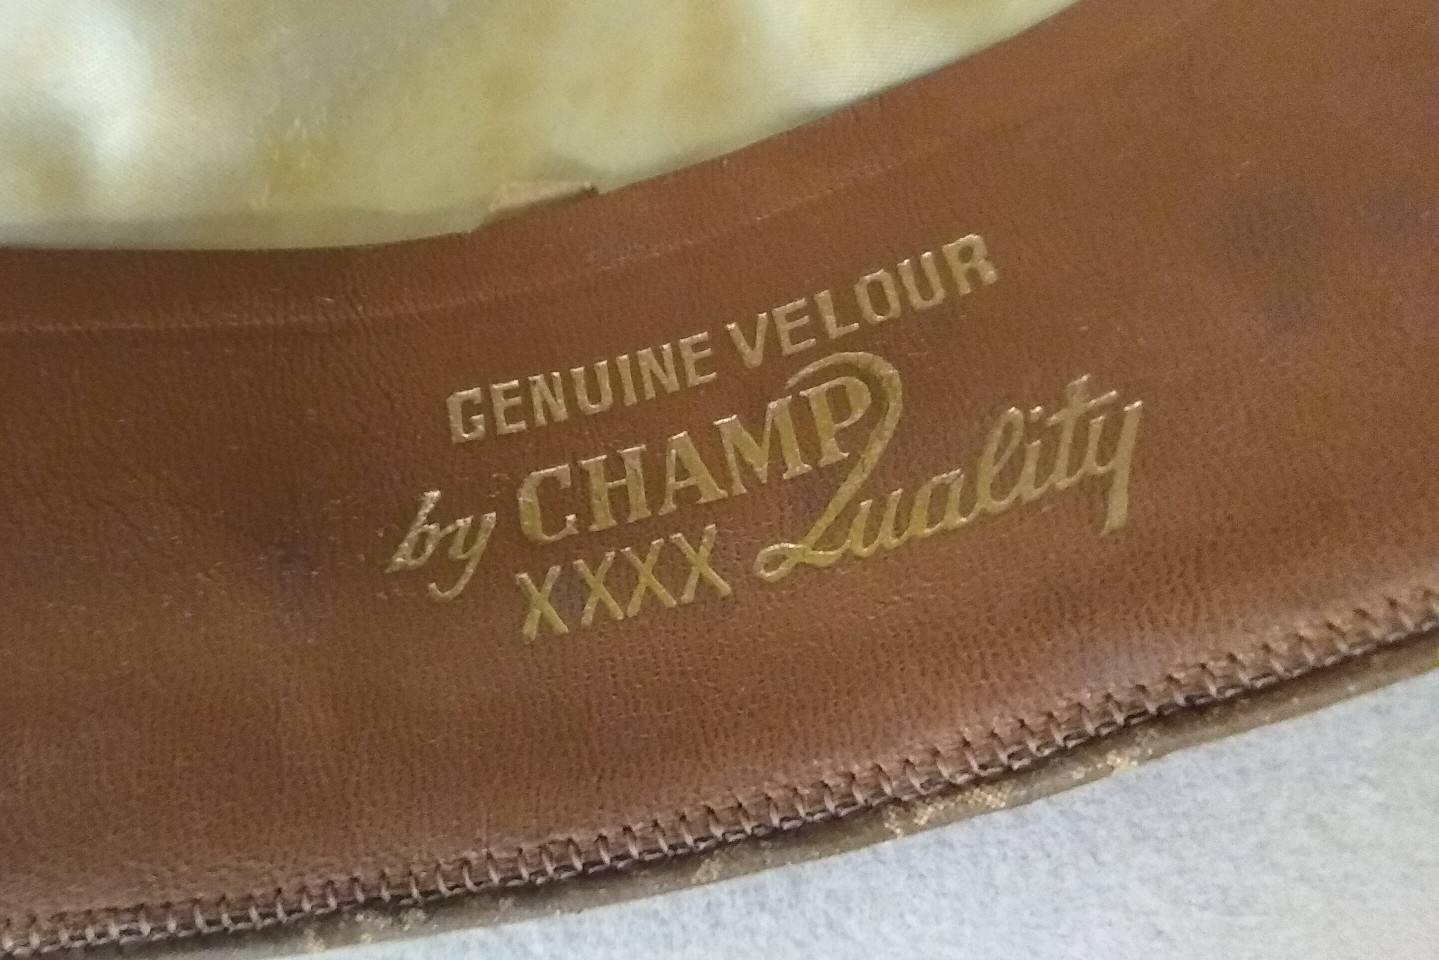 GENUINE VELOUR
by CHAMP
XXXX Quality